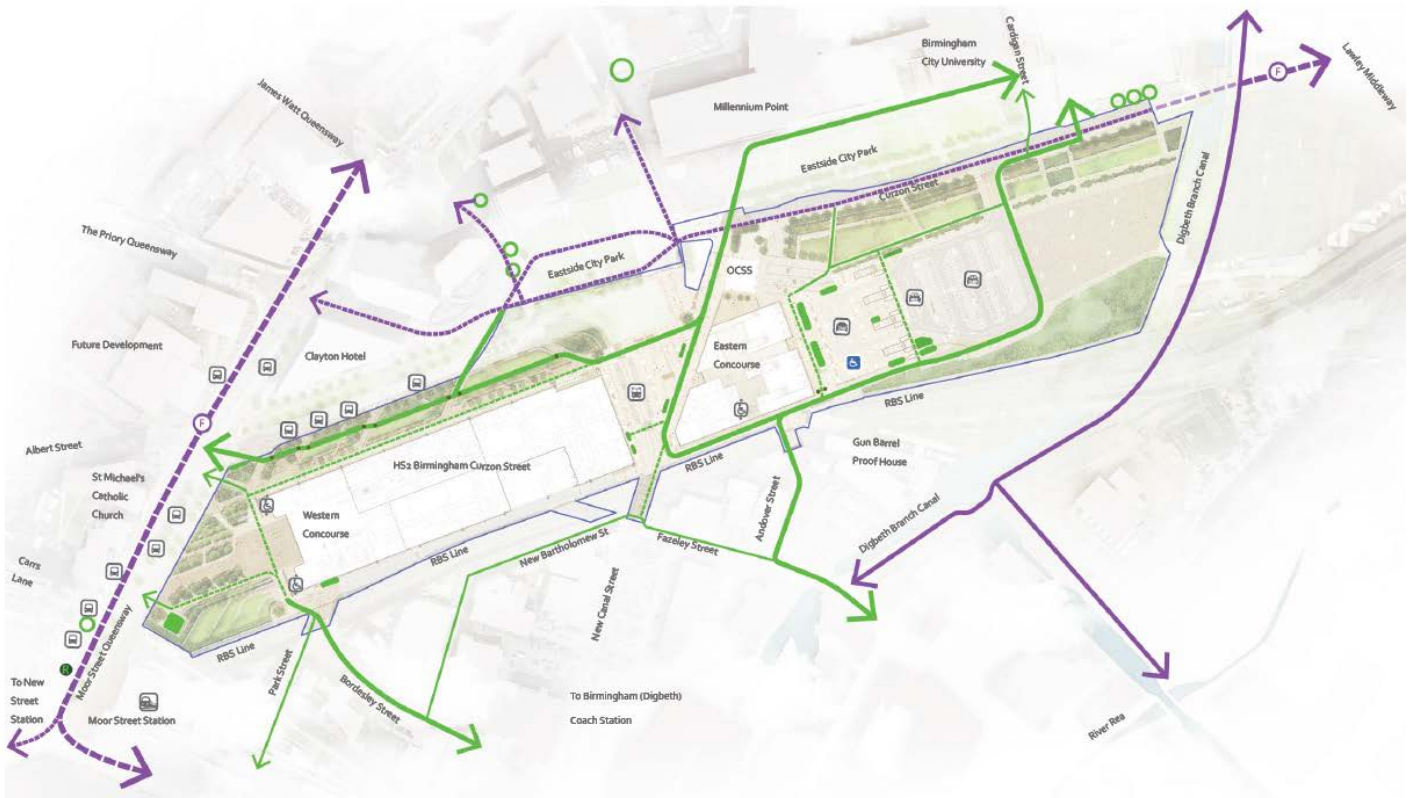 Cardigan Street
Birmingham
City University
Lawley Middleway
F
James Watt Queensway
Millennium Point
Eastside City Park
Curzon Street
Digbeth Branch Canal
The Priory Queensway
Eastside City Park
OCSS
Future Development
Clayton Hotel
Eastern
Concourse
RBS Line
F
Albert Street
HS2 Birmingham Curzon Street
RBS Line
Gun Barrel
Proof House
St Michael's
Catholic
Church
Western
Concourse
Andover Street
Digbeth Branch Canal
RBS Line
New Bartholomew St
Fazeley Street
Carrs
Lane
New Canal Street
Moor Street Queensway
RBS Line
Park Street
Bordesley Street
R
To New
Street
Station
Moor Street Station
To Birmingham (Digbeth)
Coach Station
River Rea